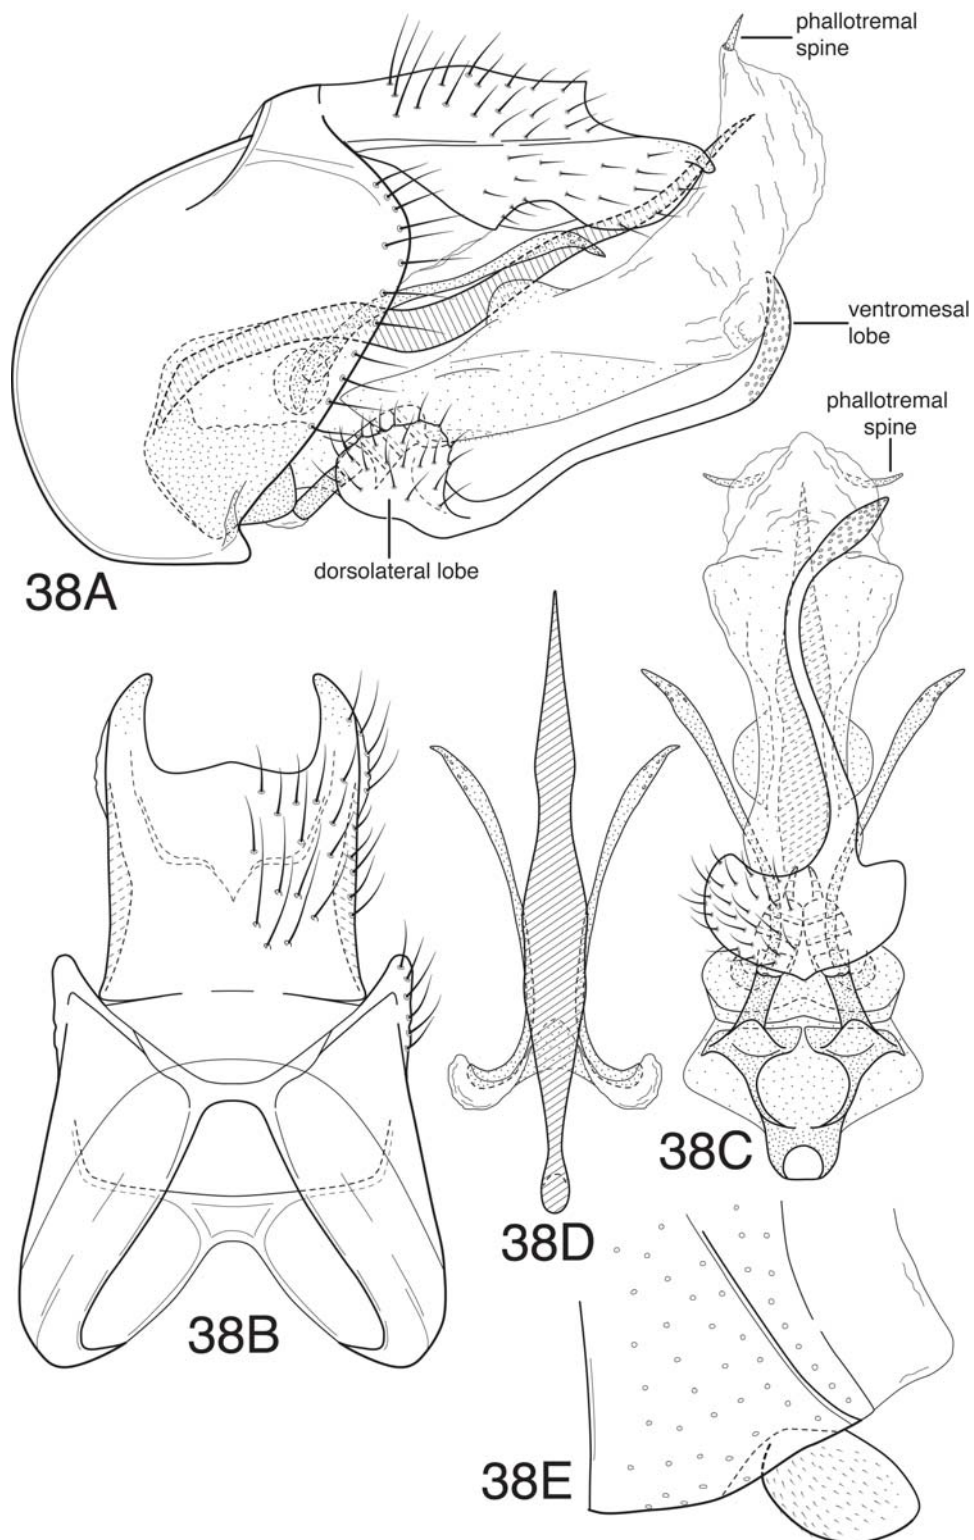 phallotremal
spine
ventromesal
lobe
phallotremal
spine
dorsolateral lobe
38A
38C
38D
38B
38E